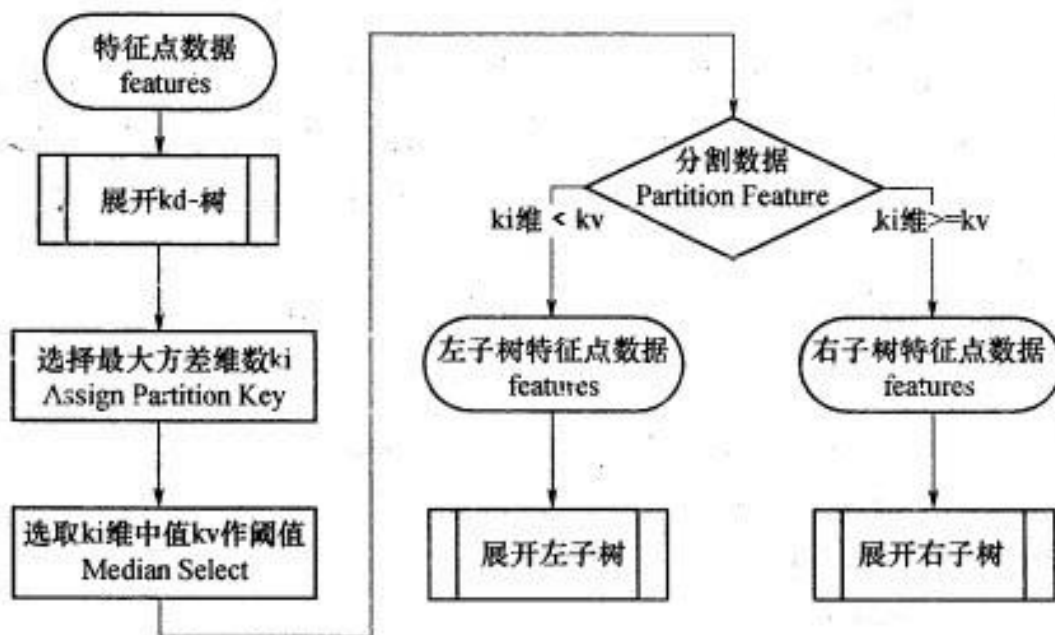 特征点数据
features
展开kd-树
选择最大方差维数ki
Assign Partition Key
选取ki维中值kv作阈值
Median Select
分割数据
Partition Feature
ki维 < kv
ki维>=kv
左子树特征点数据
features
右子树特征点数据
features
展开左子树
展开右子树